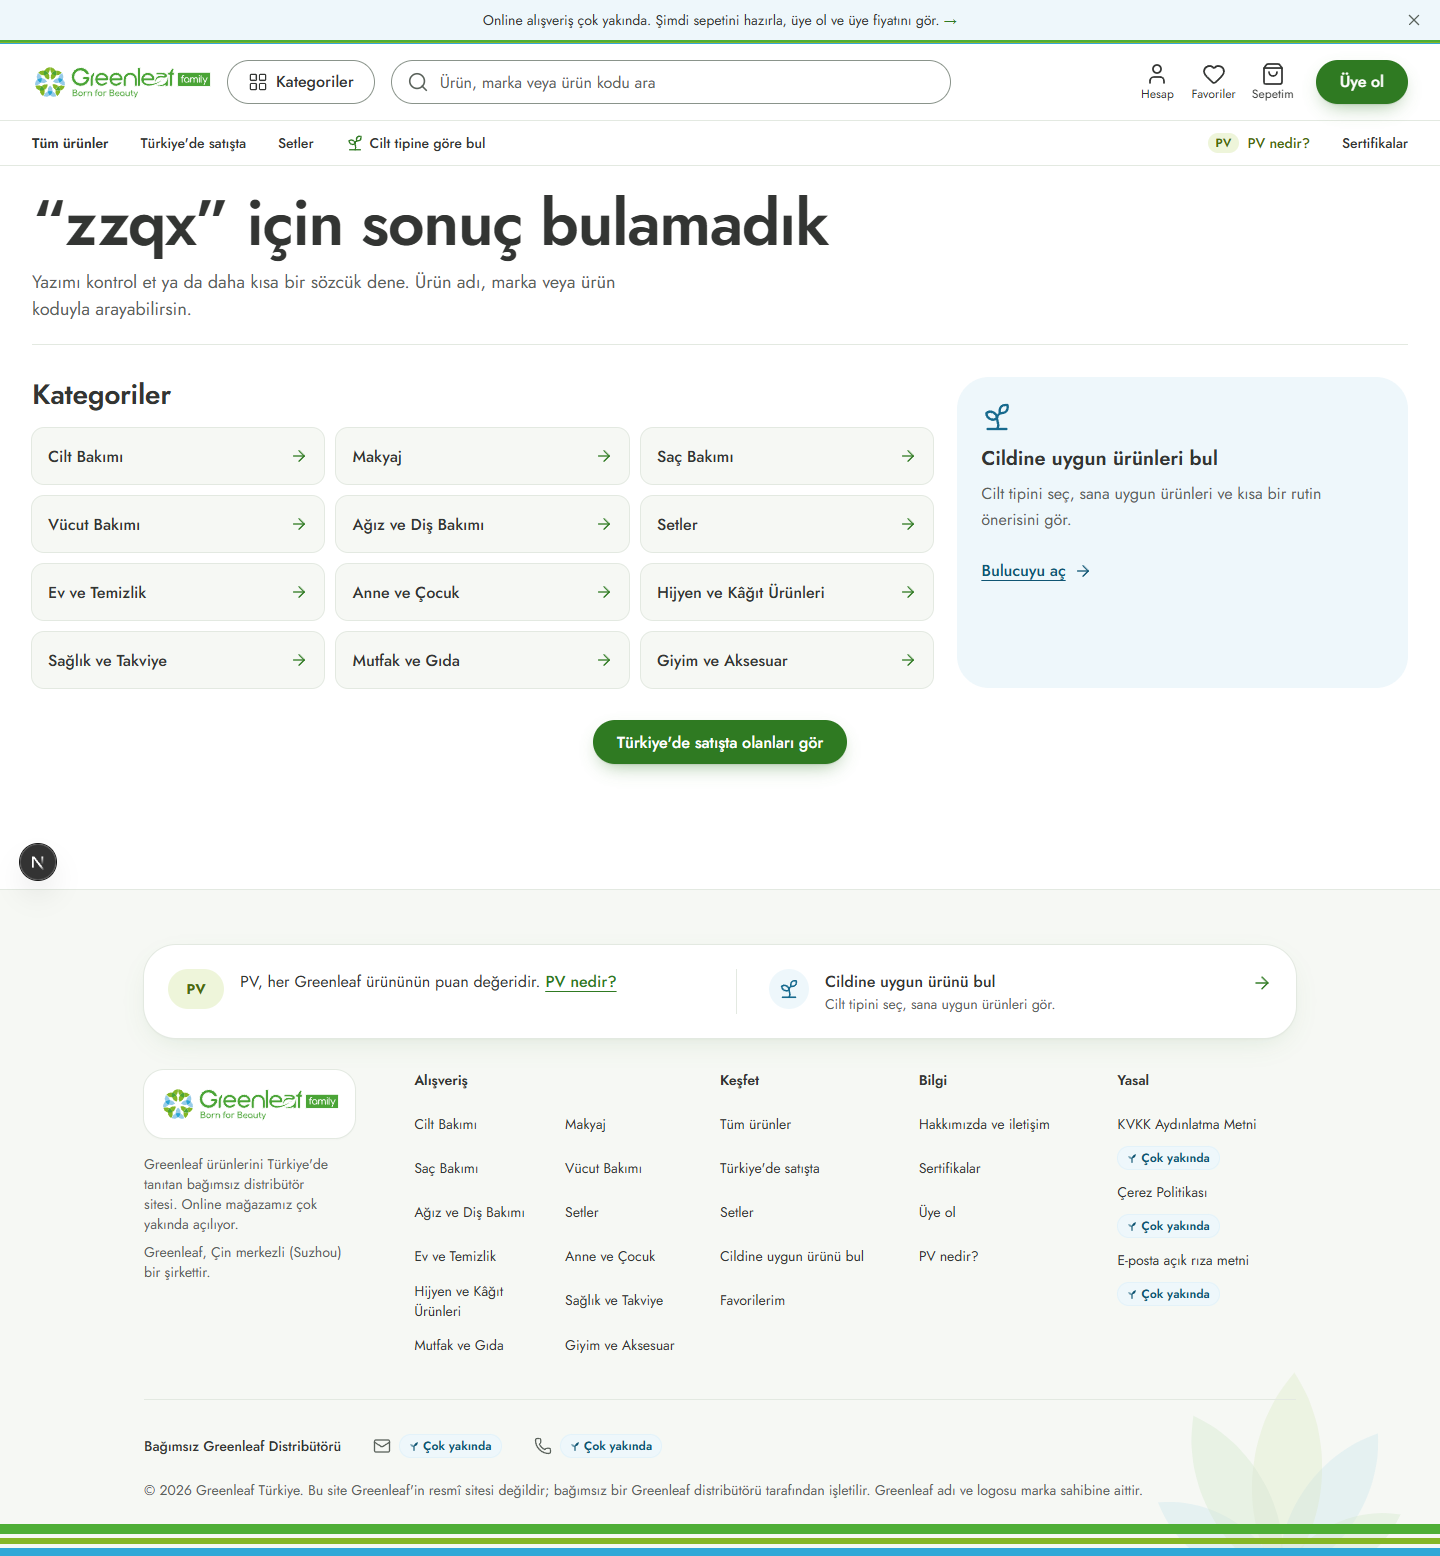 Online alışveriş çok yakında. Şimdi sepetini hazırla, üye ol ve üye fiyatını gör. →
Greenleaf family
Born for Beauty
Kategoriler
Ürün, marka veya ürün kodu ara
Hesap
Favoriler
Sepetim
Üye ol
Tüm ürünler
Türkiye'de satışta
Setler
Cilt tipine göre bul
PV
PV nedir?
Sertifikalar
“zzqx” için sonuç bulamadık
Yazımı kontrol et ya da daha kısa bir sözcük dene. Ürün adı, marka veya ürün
koduyla arayabilirsin.
Kategoriler
Cilt Bakımı
Makyaj
Saç Bakımı
Vücut Bakımı
Ağız ve Diş Bakımı
Setler
Ev ve Temizlik
Anne ve Çocuk
Hijyen ve Kâğıt Ürünleri
Sağlık ve Takviye
Mutfak ve Gıda
Giyim ve Aksesuar
Cildine uygun ürünleri bul
Cilt tipini seç, sana uygun ürünleri ve kısa bir rutin
önerisini gör.
Bulucuyu aç
Türkiye'de satışta olanları gör
N
PV
PV, her Greenleaf ürününün puan değeridir. PV nedir?
Cildine uygun ürünü bul
Cilt tipini seç, sana uygun ürünleri gör.
Greenleaf family
Born for Beauty
Greenleaf ürünlerini Türkiye'de
tanıtan bağımsız distribütör
sitesi. Online mağazamız çok
yakında açılıyor.
Greenleaf, Çin merkezli (Suzhou)
bir şirkettir.
Alışveriş
Cilt Bakımı
Makyaj
Saç Bakımı
Vücut Bakımı
Ağız ve Diş Bakımı
Setler
Ev ve Temizlik
Anne ve Çocuk
Hijyen ve Kâğıt
Ürünleri
Sağlık ve Takviye
Mutfak ve Gıda
Giyim ve Aksesuar
Keşfet
Tüm ürünler
Türkiye'de satışta
Setler
Cildine uygun ürünü bul
Favorilerim
Bilgi
Hakkımızda ve iletişim
Sertifikalar
Üye ol
PV nedir?
Yasal
KVKK Aydınlatma Metni
Çok yakında
Çerez Politikası
Çok yakında
E-posta açık rıza metni
Çok yakında
Bağımsız Greenleaf Distribütörü
Çok yakında
Çok yakında
© 2026 Greenleaf Türkiye. Bu site Greenleaf'in resmî sitesi değildir; bağımsız bir Greenleaf distribütörü tarafından işletilir. Greenleaf adı ve logosu marka sahibine aittir.